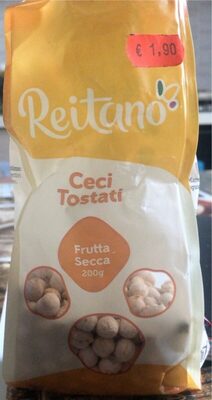 € 1,90
Reitano
Ceci
Tostati
Frutta
Secca
200g